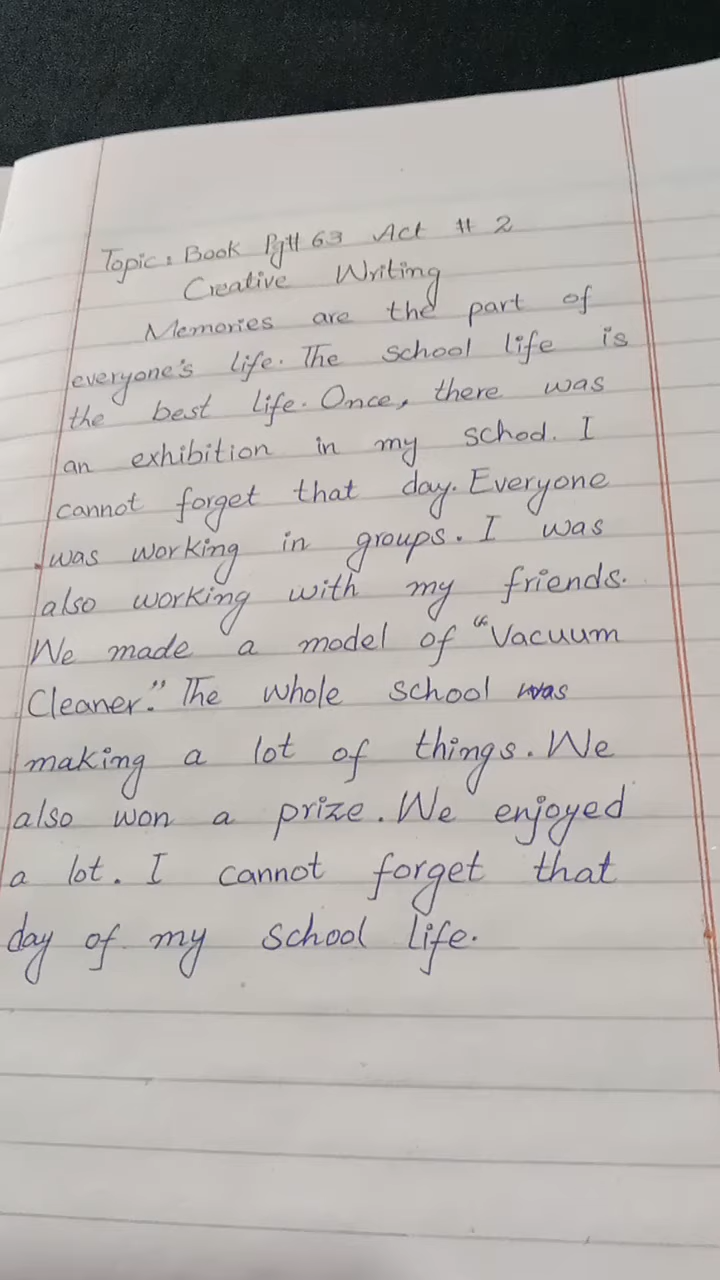 Topic: Book Pg# 63 Act # 2
Creative Writing
Memories are the part of
everyone's life. The school life is
the best life. Once, there was
an exhibition in my school. I
cannot forget that day. Everyone
was working in groups. I was
also working with my friends.
We made a model of "Vacuum
Cleaner." The whole school was
making a lot of things. We
also won a prize. We enjoyed
a lot. I cannot forget that
day of my school life.